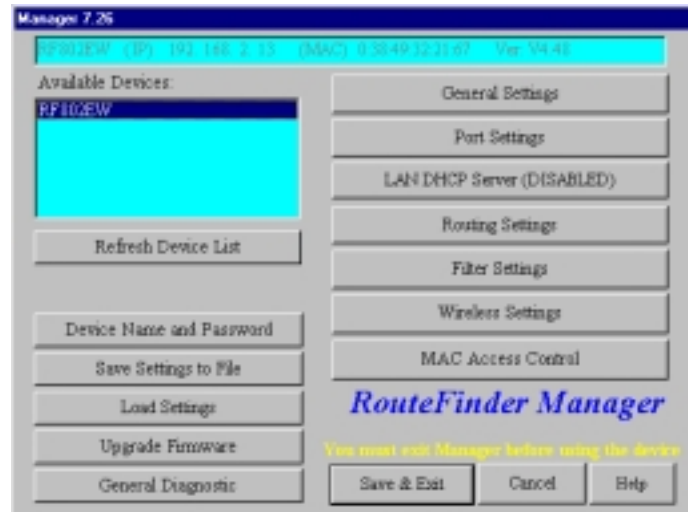 Manager 7.26
RF802EW (IP) 192.168.2.13 (MAC) 0:38:49:32:21:67 Ver: V4.48
Available Devices:
RF802EW
Refresh Device List
Device Name and Password
Save Settings to File
Load Settings
Upgrade Firmware
General Diagnostic
General Settings
Port Settings
LAN DHCP Server (DISABLED)
Routing Settings
Filter Settings
Wireless Settings
MAC Access Control
RouteFinder Manager
You must exit Manager before using the device
Save & Exit
Cancel
Help